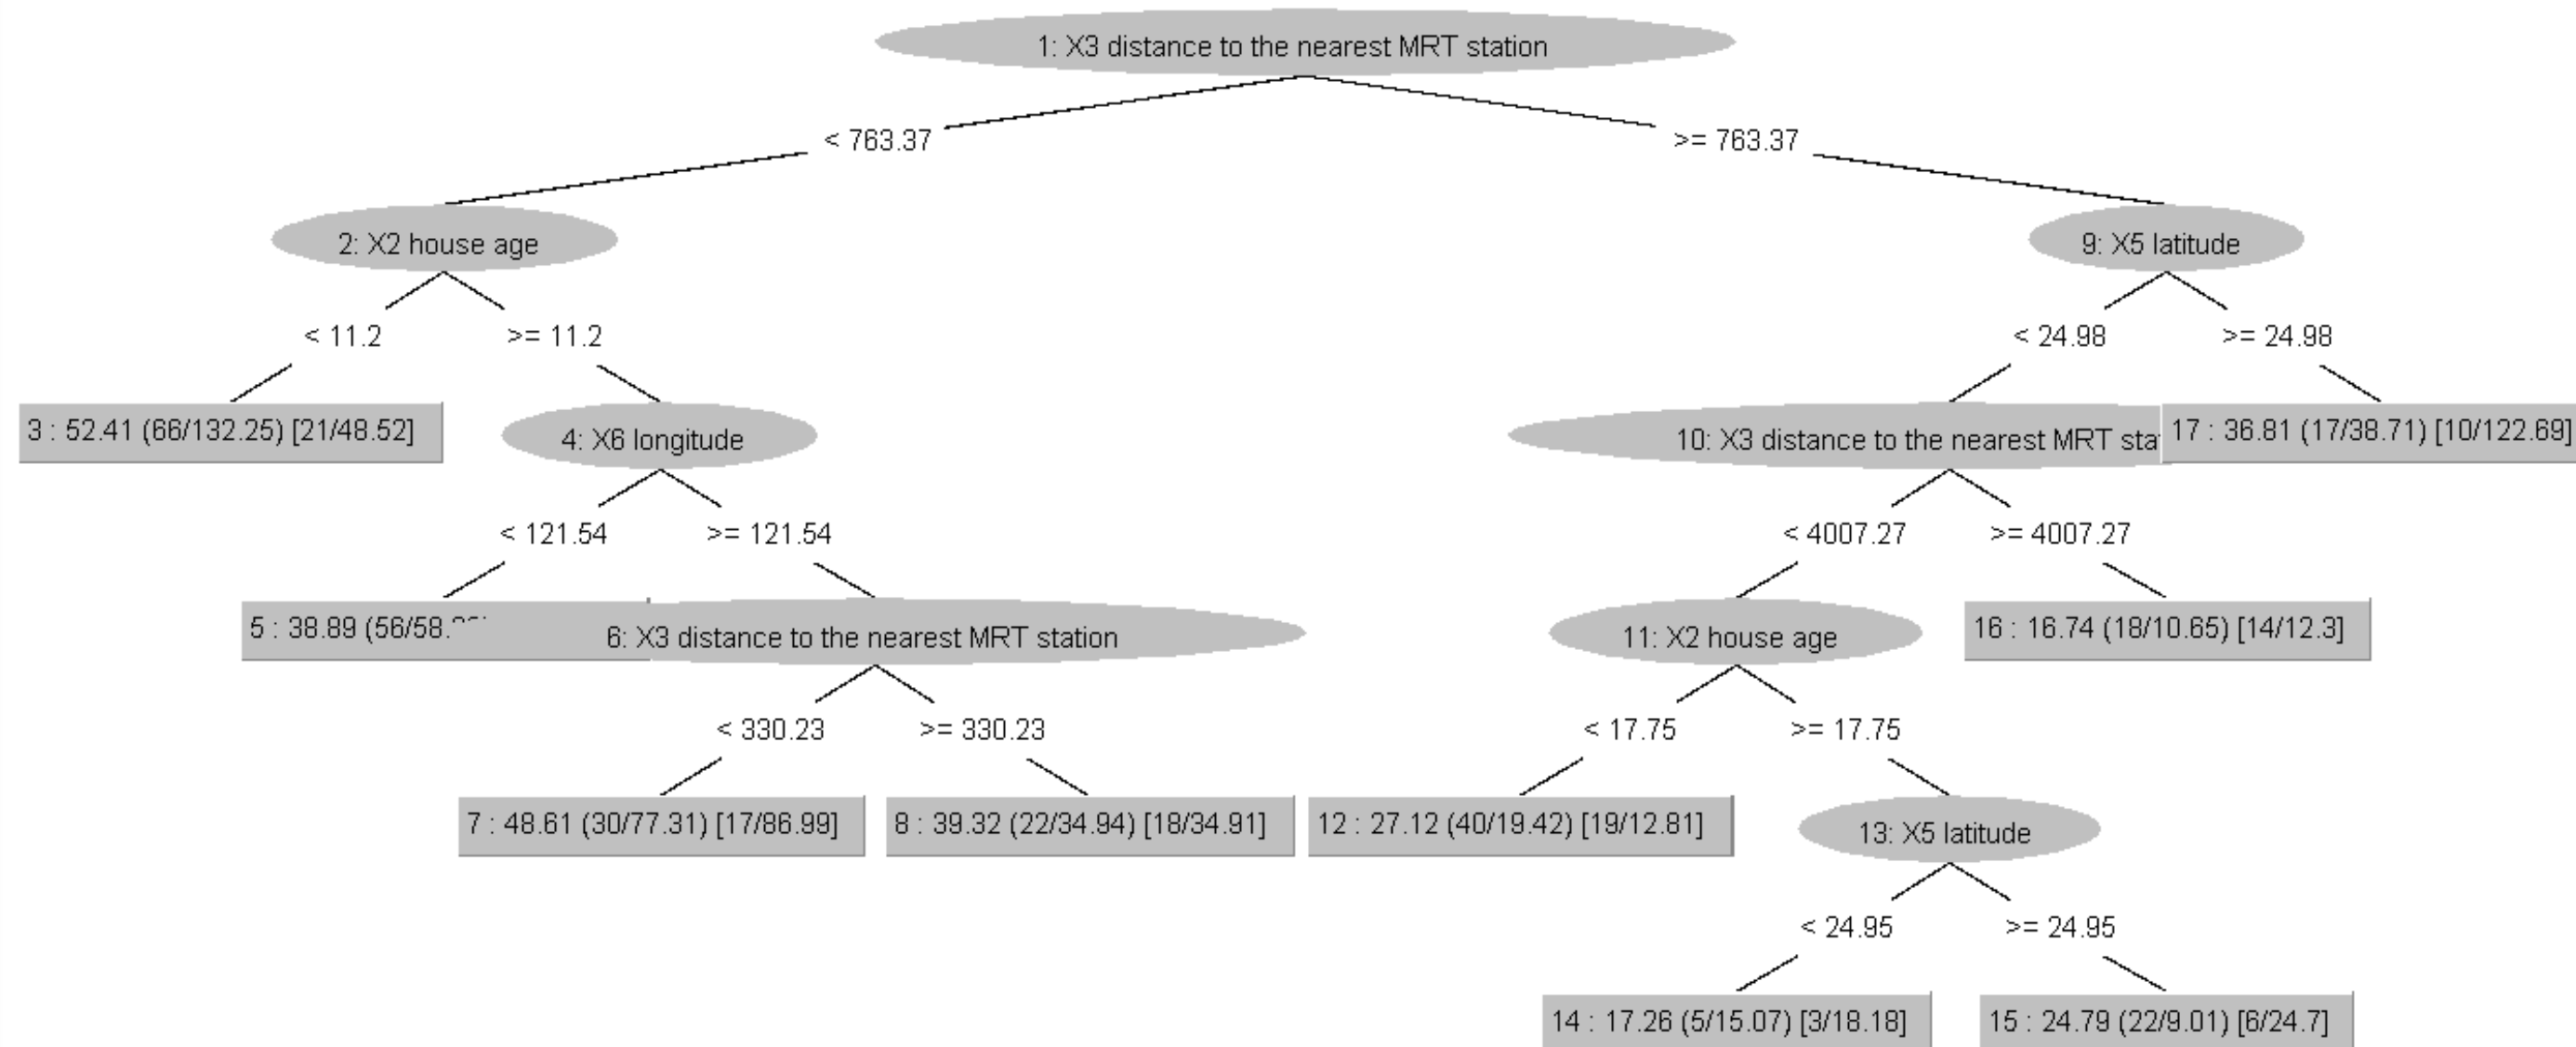 1: X3 distance to the nearest MRT station
< 763.37
>= 763.37
2: X2 house age
9: X5 latitude
< 11.2
>= 11.2
< 24.98
>= 24.98
3 : 52.41 (66/132.25) [21/48.52]
4: X6 longitude
10: X3 distance to the nearest MRT
17 : 36.81 (17/38.71) [10/122.69]
< 121.54
>= 121.54
< 4007.27
>= 4007.27
5 : 38.89
6: X3 distance to the nearest MRT station
11: X2 house age
16 : 16.74 (18/10.65) [14/12.3]
< 330.23
>= 330.23
< 17.75
>= 17.75
7 : 48.61 (30/77.31) [17/86.99]
8 : 39.32 (22/34.94) [18/34.91]
12 : 27.12 (40/19.42) [19/12.81]
13: X5 latitude
< 24.95
>= 24.95
14 : 17.26 (5/15.07) [3/18.18]
15 : 24.79 (22/9.01) [6/24.7]